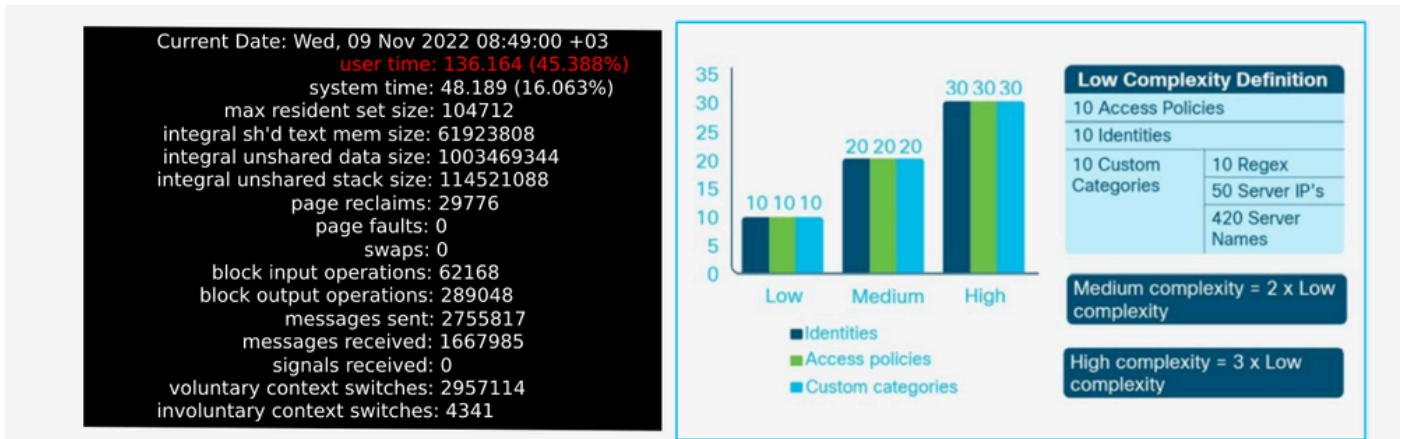 Current Date: Wed, 09 Nov 2022 08:49:00 +03
user time: 136.164 (45.388%)
system time: 48.189 (16.063%)
max resident set size: 104712
integral sh'd text mem size: 61923808
integral unshared data size: 1003469344
integral unshared stack size: 114521088
page reclaims: 29776
page faults: 0
swaps: 0
block input operations: 62168
block output operations: 289048
messages sent: 2755817
messages received: 1667985
signals received: 0
voluntary context switches: 2957114
involuntary context switches: 4341
35
30
25
20
15
10
5
0
10 10 10
20 20 20
30 30 30
Low Medium High
Identities
Access policies
Custom categories
Low Complexity Definition
10 Access Policies
10 Identities
10 Custom
Categories
10 Regex
50 Server IP's
420 Server
Names
Medium complexity = 2 x Low
complexity
High complexity = 3 x Low
complexity